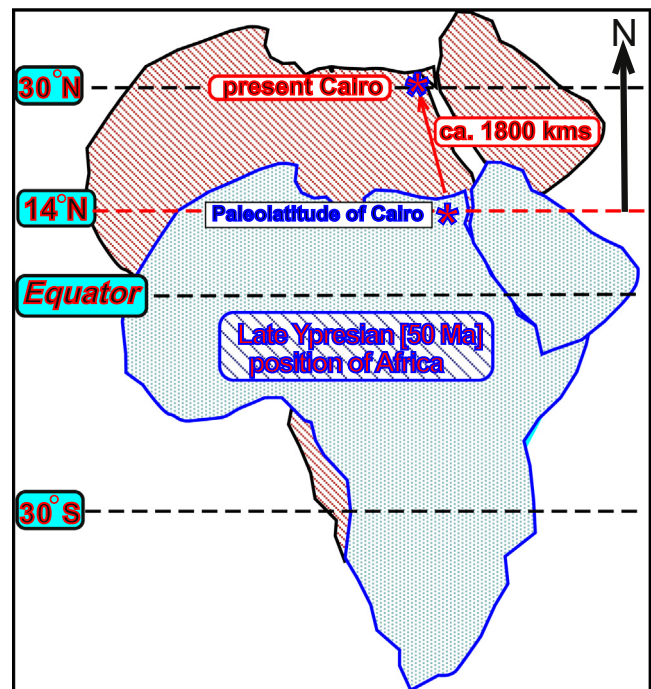 N
30°N
present Cairo
ca. 1800 kms
14°N
Paleolatitude of Cairo
Equator
Late Ypresian [50 Ma]
position of Africa
30°S